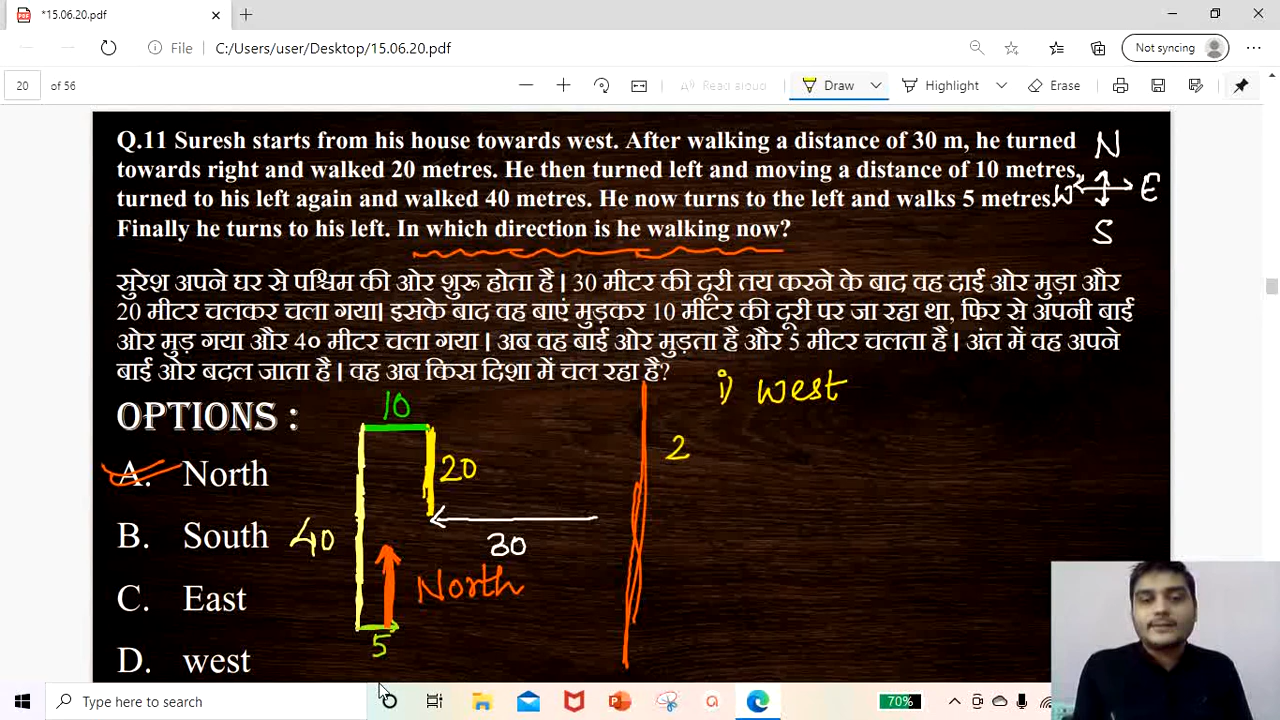 *15.06.20.pdf
File C:/Users/user/Desktop/15.06.20.pdf
Not syncing
20 of 56
Read aloud
Draw
Highlight
Erase
Q.11 Suresh starts from his house towards west. After walking a distance of 30 m, he turned
towards right and walked 20 metres. He then turned left and moving a distance of 10 metres,
turned to his left again and walked 40 metres. He now turns to the left and walks 5 metres.
Finally he turns to his left. In which direction is he walking now?
N
W E
S
सुरेश अपने घर से पश्चिम की ओर शुरू होता है। 30 मीटर की दूरी तय करने के बाद वह दाईं ओर मुड़ा और
20 मीटर चलकर चला गया। इसके बाद वह बाएं मुड़कर 10 मीटर की दूरी पर जा रहा था, फिर से अपनी बाईं
ओर मुड़ गया और 4० मीटर चला गया। अब वह बाईं ओर मुड़ता है और 5 मीटर चलता है। अंत में वह अपने
बाईं ओर बदल जाता है। वह अब किस दिशा में चल रहा है?
i) west
2
OPTIONS :
A. North
B. South
C. East
D. west
10
20
40
30
North
5
Type here to search
70%